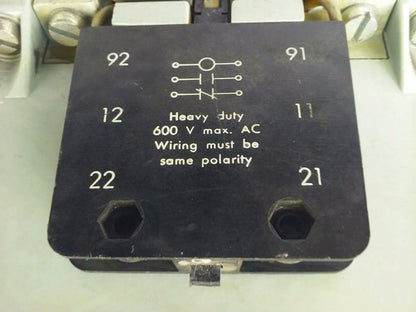 92 91
12 11
Heavy duty
600 V max. AC
Wiring must be
same polarity
22 21